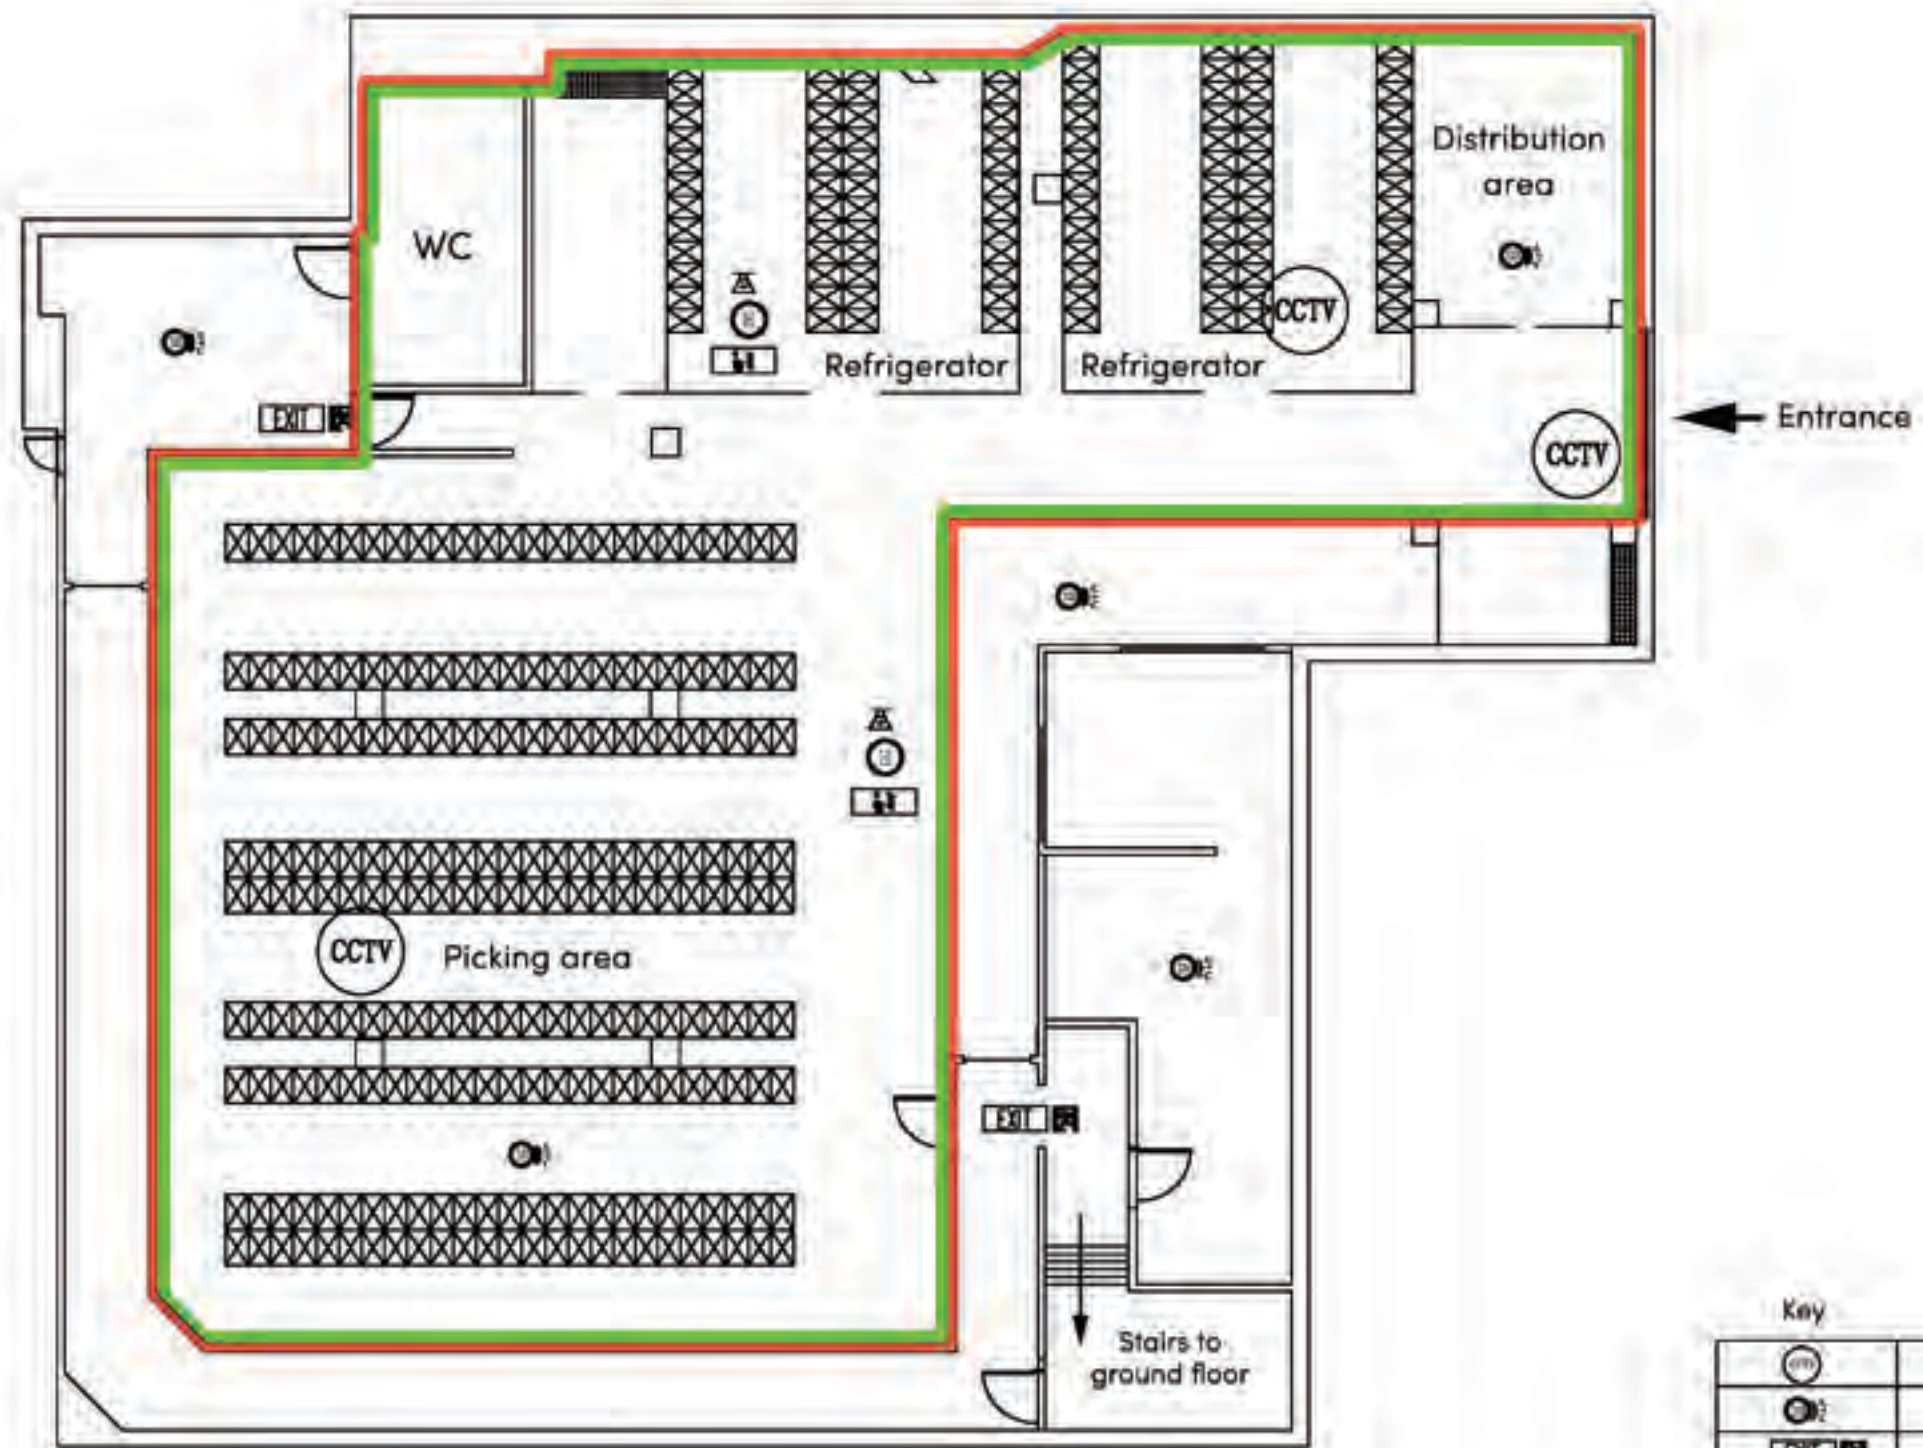 Distribution
area
WC
CCTV
Refrigerator
Refrigerator
EXIT
CCTV
Entrance
CCTV
Picking area
EXIT
Stairs to
ground floor
Key